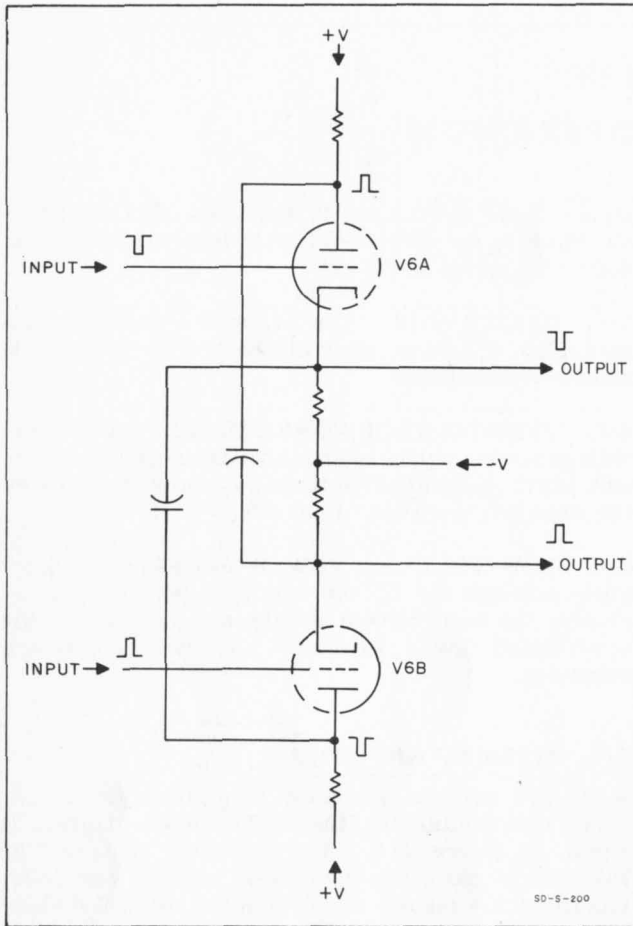 +V
INPUT
V6A
OUTPUT
–V
OUTPUT
INPUT
V6B
+V
SD-S-200